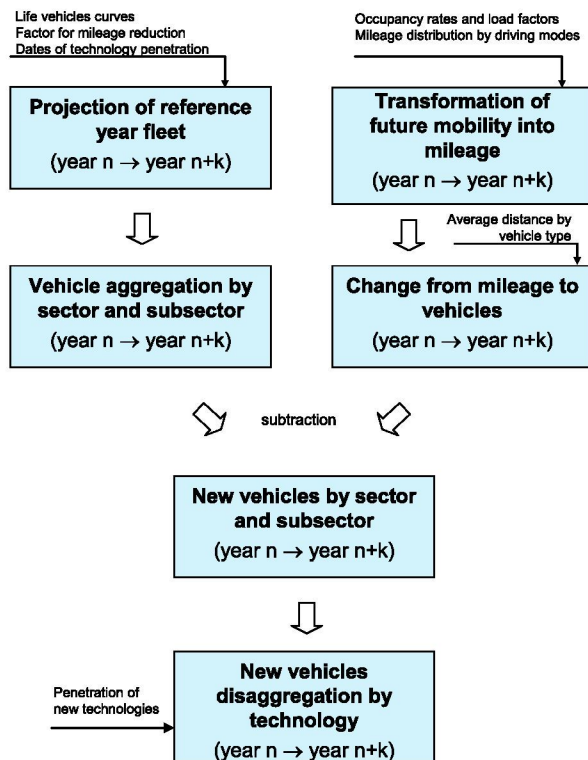 Life vehicles curves
Factor for mileage reduction
Dates of technology penetration
Occupancy rates and load factors
Mileage distribution by driving modes
Projection of reference
year fleet
(year n → year n+k)
Transformation of
future mobility into
mileage
(year n → year n+k)
Average distance by
vehicle type
Vehicle aggregation by
sector and subsector
(year n → year n+k)
Change from mileage to
vehicles
(year n → year n+k)
subtraction
New vehicles by sector
and subsector
(year n → year n+k)
Penetration of
new technologies
New vehicles
disaggregation by
technology
(year n → year n+k)